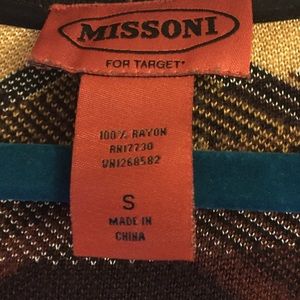 MISSONI
FOR TARGET*
100% RAYON
RN17730
VN1268582
S
MADE IN
CHINA